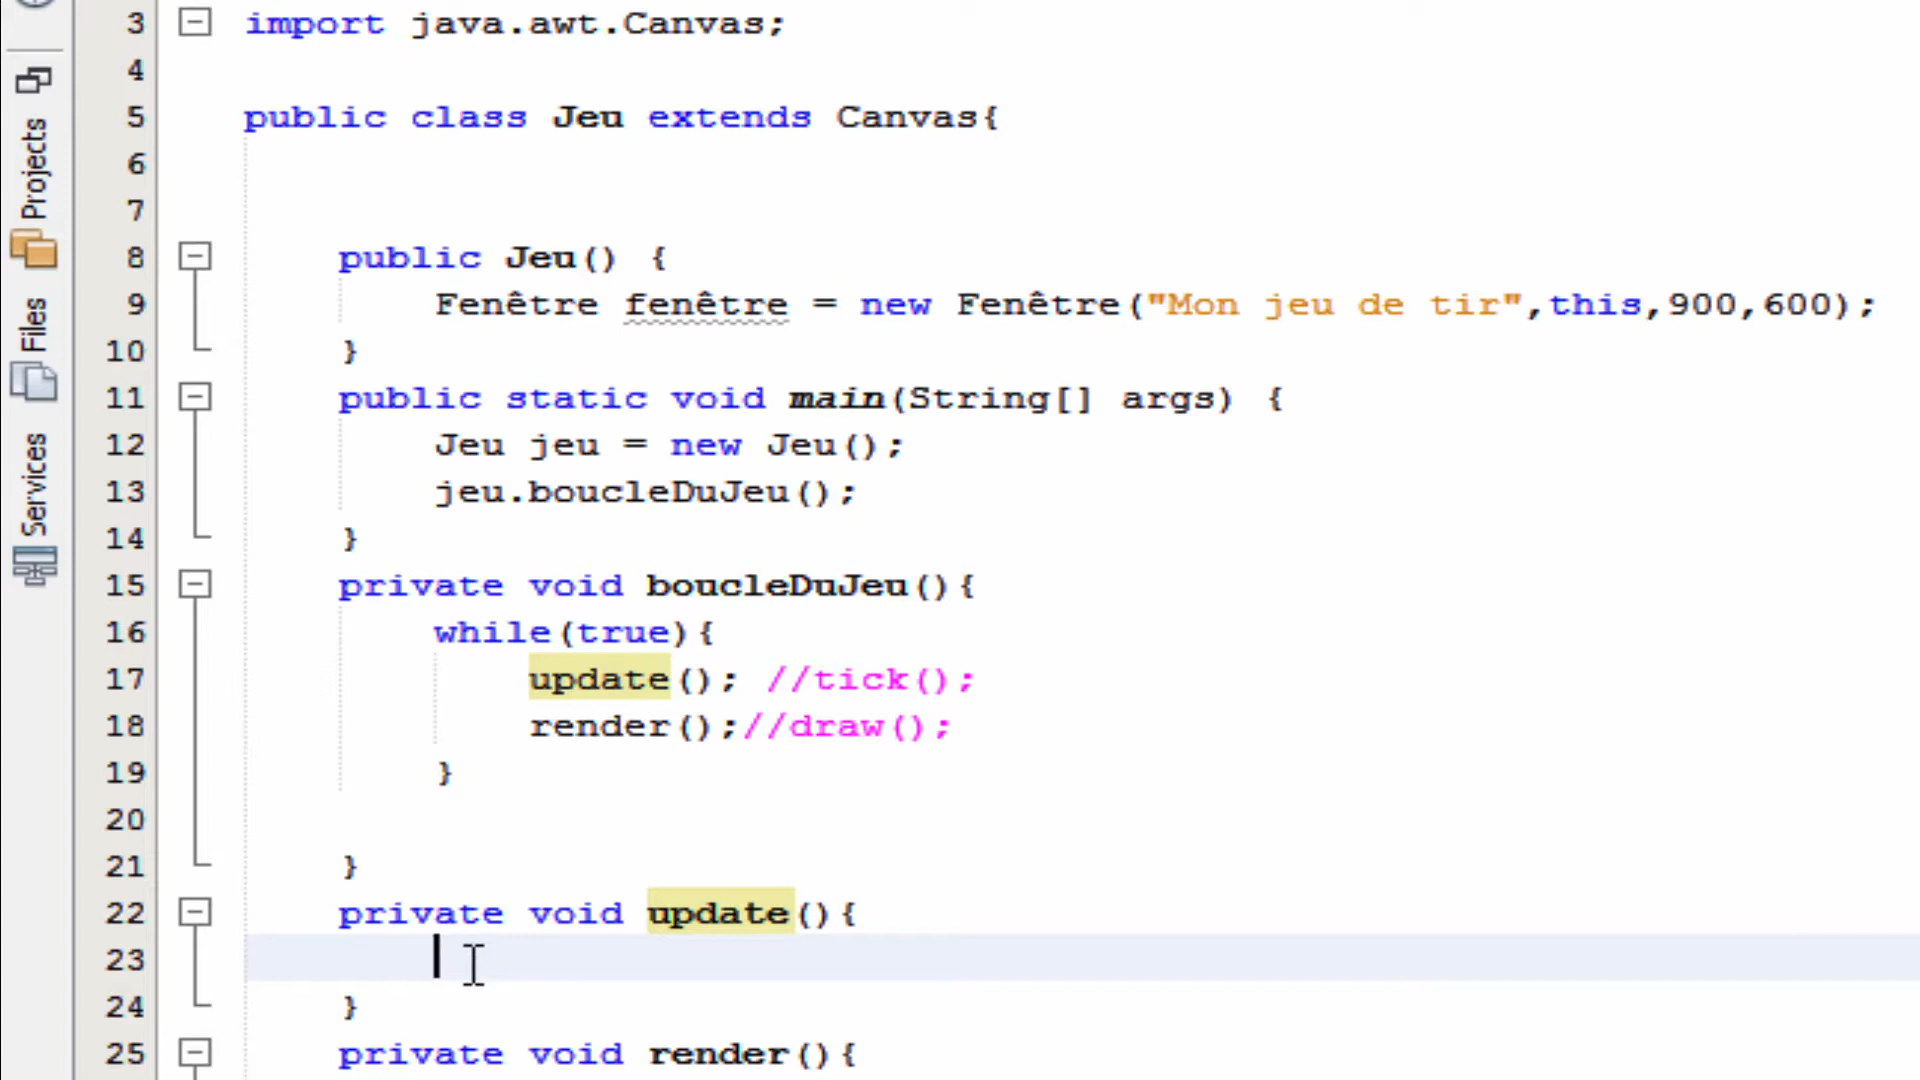 Projects
Files
Services
3 import java.awt.Canvas;
4
5 public class Jeu extends Canvas{
6
7
8 public Jeu() {
9 Fenêtre fenêtre = new Fenêtre("Mon jeu de tir",this,900,600);
10 }
11 public static void main(String[] args) {
12 Jeu jeu = new Jeu();
13 jeu.boucleDuJeu();
14 }
15 private void boucleDuJeu(){
16 while(true){
17 update(); //tick();
18 render();//draw();
19 }
20
21 }
22 private void update(){
23
24 }
25 private void render(){